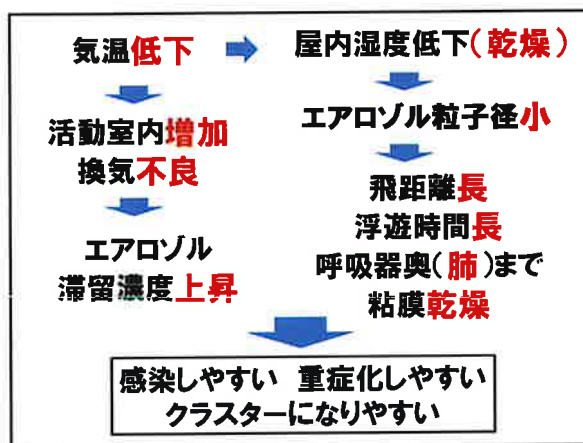 気温低下
屋内湿度低下（乾燥）
活動室内増加
換気不良
エアロゾル
滞留濃度上昇
エアロゾル粒子径小
飛距離長
浮遊時間長
呼吸器奥（肺）まで
粘膜乾燥
感染しやすい 重症化しやすい
クラスターになりやすい